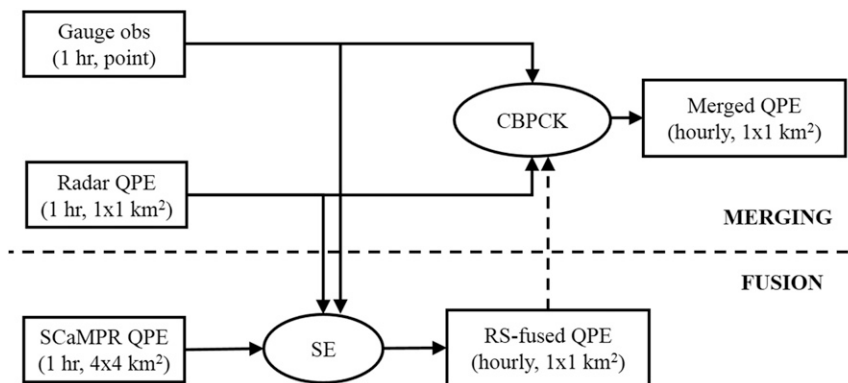 Gauge obs
(1 hr, point)
CBPCK
Merged QPE
(hourly, 1x1 km²)
Radar QPE
(1 hr, 1x1 km²)
MERGING
FUSION
SCaMPR QPE
(1 hr, 4x4 km²)
SE
RS-fused QPE
(hourly, 1x1 km²)